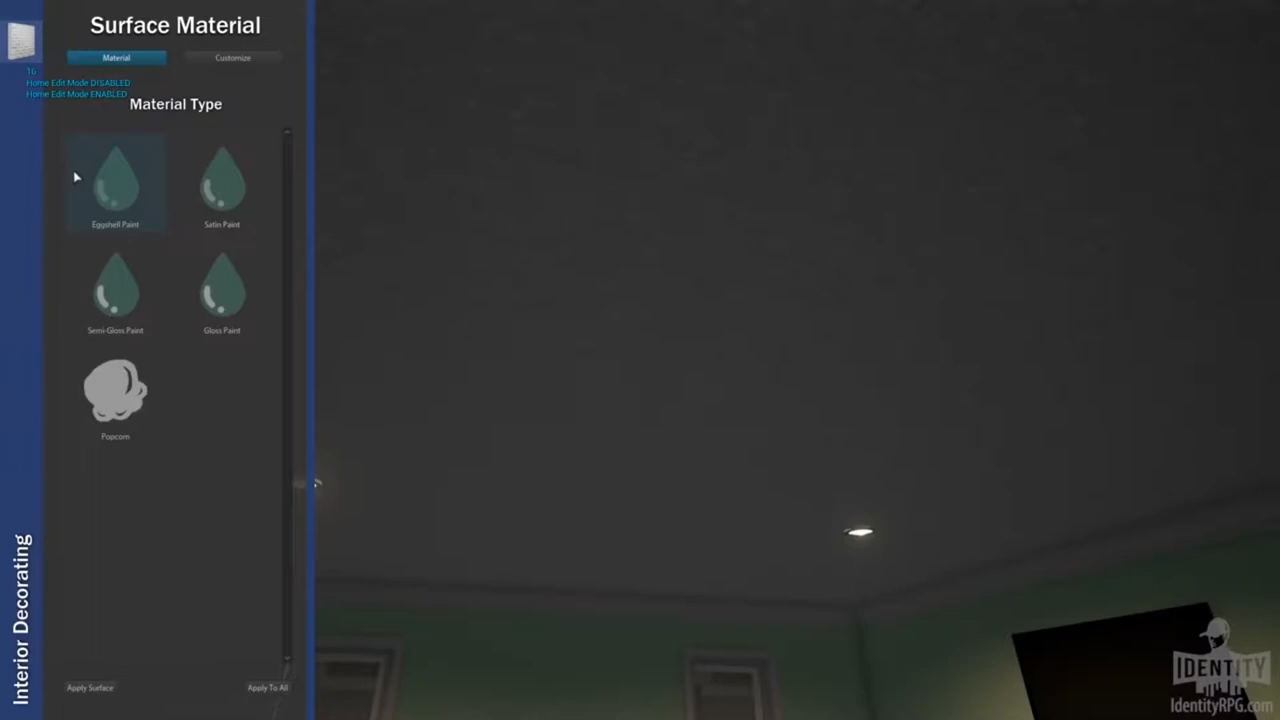 Surface Material
Material Customize
16
Home Edit Mode DISABLED
Home Edit Mode ENABLED
Material Type
Eggshell Paint Satin Paint
Semi-Gloss Paint Gloss Paint
Popcorn
Apply Surface Apply To All
Interior Decorating
IDENTITY
IdentityRPG.com